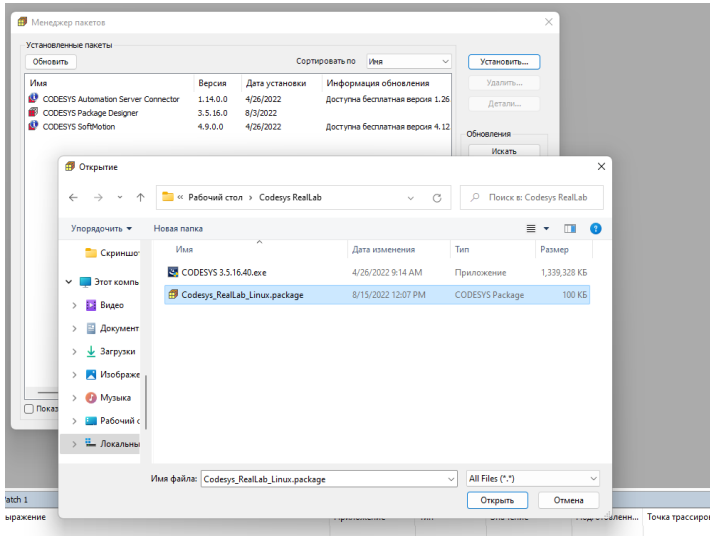 Менеджер пакетов
Установленные пакеты
Обновить
Сортировать по
Имя
Установить...
Имя
Версия
Дата установки
Информация обновления
Удалить...
CODESYS Automation Server Connector 1.14.0.0 4/26/2022 Доступна бесплатная версия 1.26
Детали...
CODESYS Package Designer 3.5.16.0 8/3/2022
CODESYS SoftMotion 4.9.0.0 4/26/2022 Доступна бесплатная версия 4.12
Обновления
Искать
Открытие
« Рабочий стол › Codesys RealLab
Поиск в: Codesys RealLab
Упорядочить
Новая папка
Скриншо
Имя
Дата изменения
Тип
Размер
CODESYS 3.5.16.40.exe 4/26/2022 9:14 AM Приложение 1,339,328 КБ
Этот компь
Codesys_RealLab_Linux.package 8/15/2022 12:07 PM CODESYS Package 100 КБ
Видео
Документ
Загрузки
Изображе
Музыка
Показ
Рабочий с
Локальны
Имя файла: Codesys_RealLab_Linux.package
All Files (*.*)
Открыть
Отмена
atch 1
ыражение
Точка трассиро